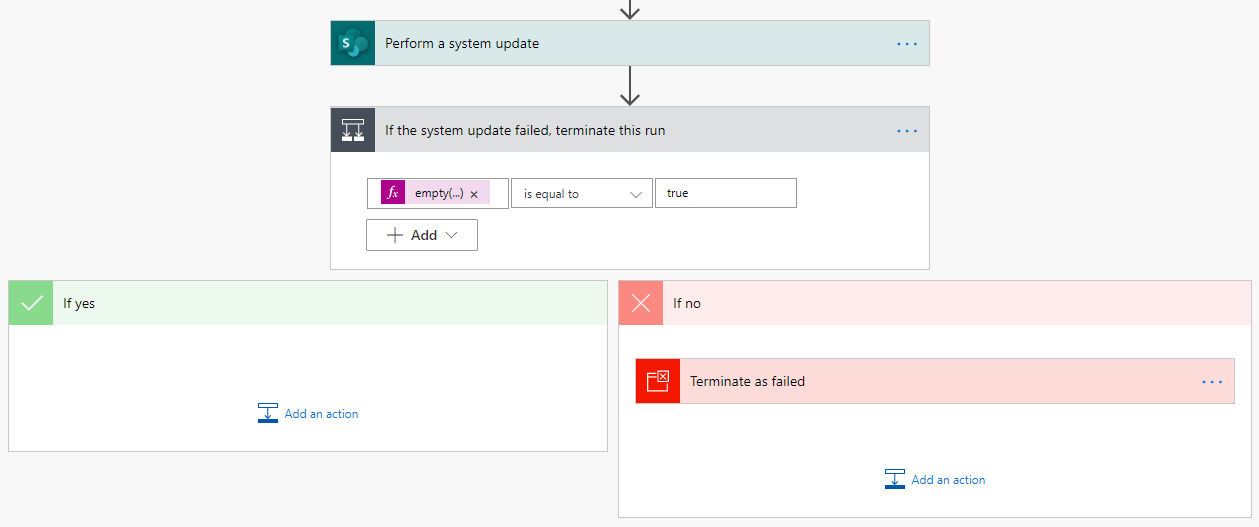 Perform a system update
If the system update failed, terminate this run
fx empty(...) is equal to true
Add
If yes
If no
Terminate as failed
Add an action
Add an action